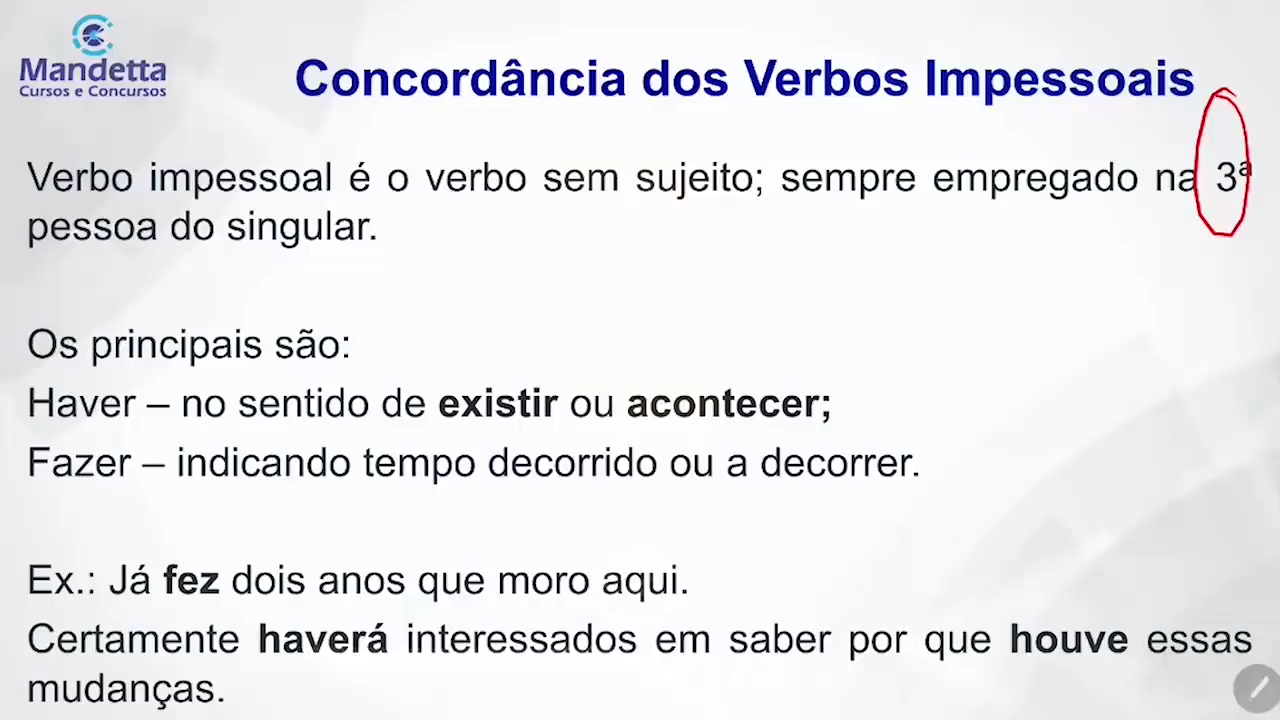 Mandetta
Cursos e Concursos
Concordância dos Verbos Impessoais
Verbo impessoal é o verbo sem sujeito; sempre empregado na 3ª
pessoa do singular.
Os principais são:
Haver – no sentido de existir ou acontecer;
Fazer – indicando tempo decorrido ou a decorrer.
Ex.: Já fez dois anos que moro aqui.
Certamente haverá interessados em saber por que houve essas
mudanças.